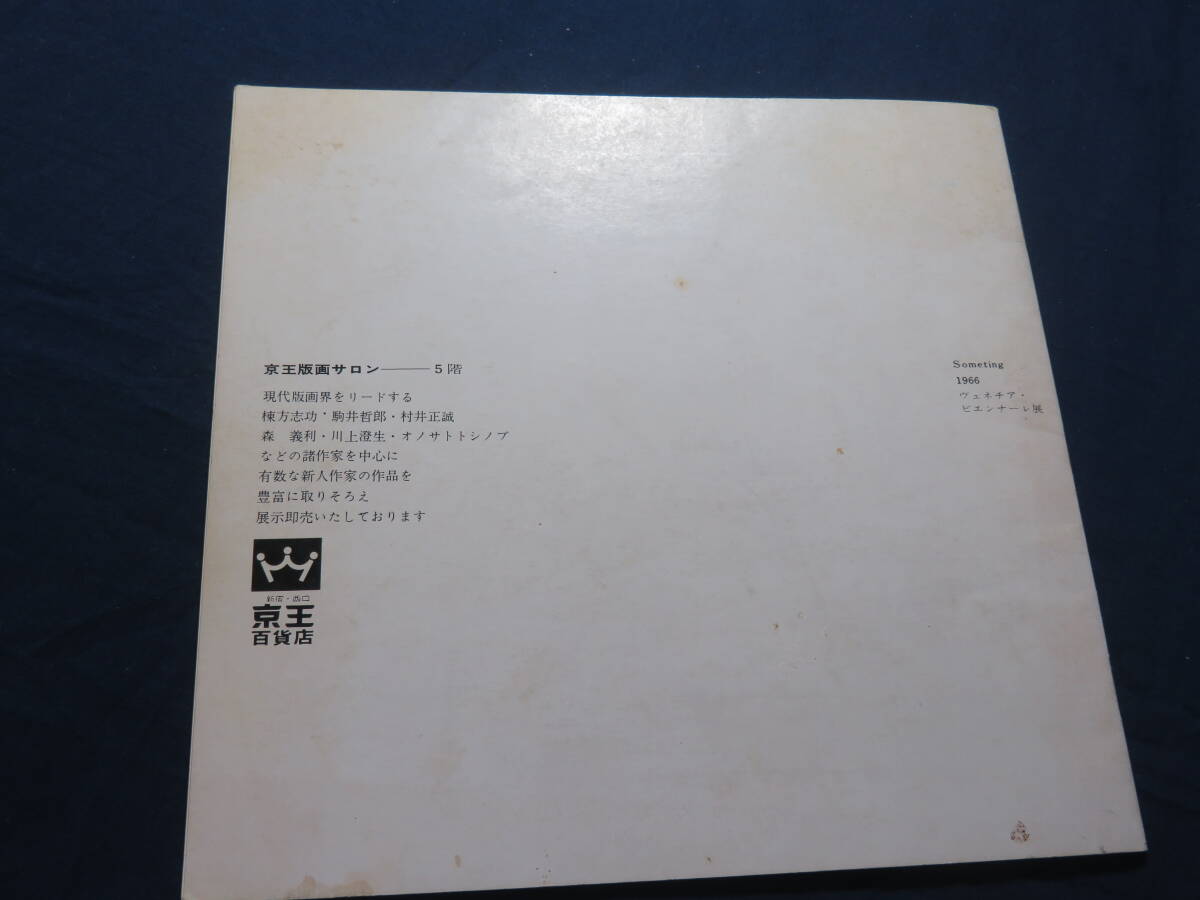 京王版画サロン───5階
現代版画界をリードする
棟方志功・駒井哲郎・村井正誠
森　義利・川上澄生・オノサトトシノブ
などの諸作家を中心に
有数な新人作家の作品を
豊富に取りそろえ
展示即売いたしております
新宿・西口
京王
百貨店
Someting
1966
ヴェネチア・
ビエンナーレ展